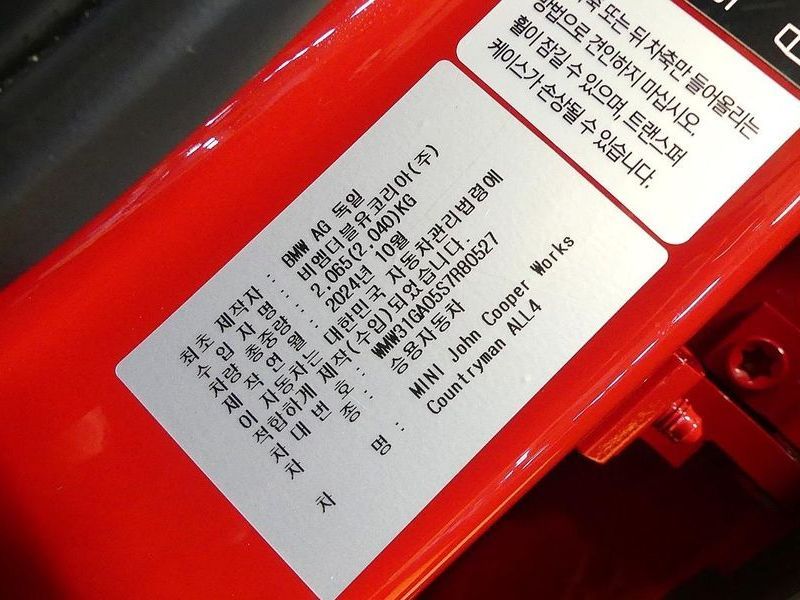 또는 뒤 차축만 들어올리는
방법으로 견인하지 마십시오.
휠이 잠길 수 있으며 트랜스퍼
케이스가 손상될 수 있습니다.
최초 제작자 : BMW AG 독일
수입자명 : 비엠더블유코리아(주)
차량 총중량 : 2,065(2,040)KG
제작연월 : 2024년 10월
이 자동차는 대한민국 자동차관리법령에
적합하게 제작(수입)되었습니다.
차대번호 : WMW31GA05S7R80527
차 종 : 승용자동차
차 명 : MINI John Cooper Works
Countryman ALL4